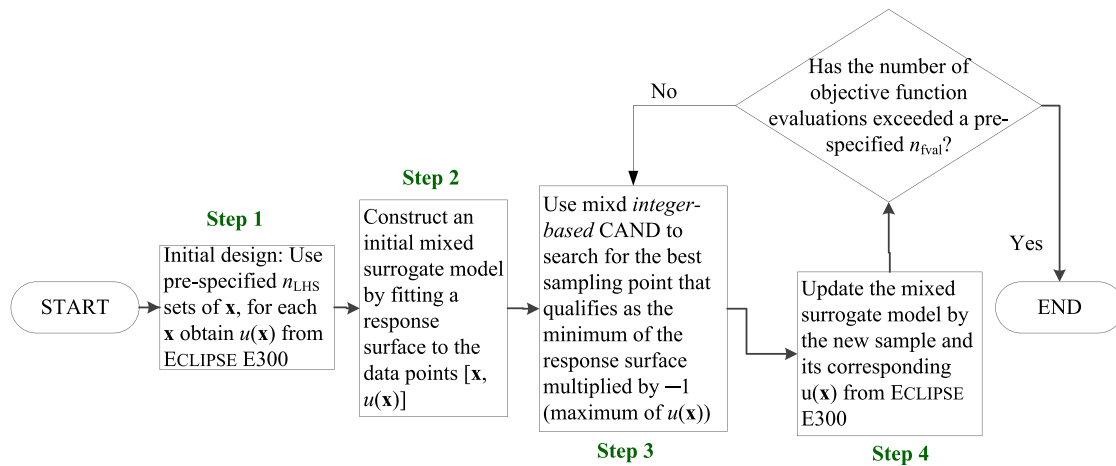 START
Step 1
Initial design: Use
pre-specified nLHS
sets of x, for each
x obtain u(x) from
ECLIPSE E300
Step 2
Construct an
initial mixed
surrogate model
by fitting a
response
surface to the
data points [x,
u(x)]
Use mixd integer-
based CAND to
search for the best
sampling point that
qualifies as the
minimum of the
response surface
multiplied by −1
(maximum of u(x))
Step 3
Update the mixed
surrogate model by
the new sample and
its corresponding
u(x) from ECLIPSE
E300
Step 4
Has the number of
objective function
evaluations exceeded a pre-
specified nfval?
No
Yes
END